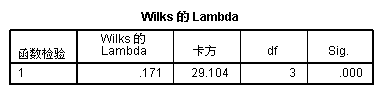 Wilks 的 Lambda
函数检验 Wilks 的 Lambda 卡方 df Sig.
1 .171 29.104 3 .000